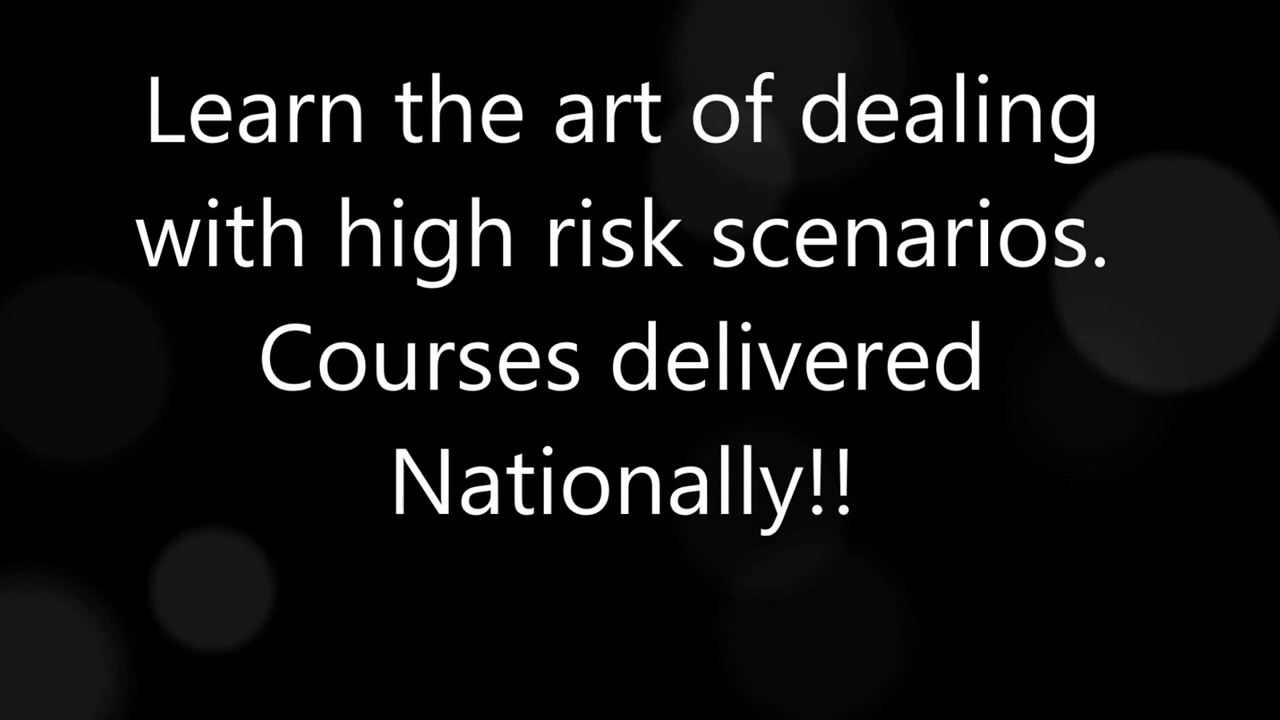 Learn the art of dealing
with high risk scenarios.
Courses delivered
Nationally!!